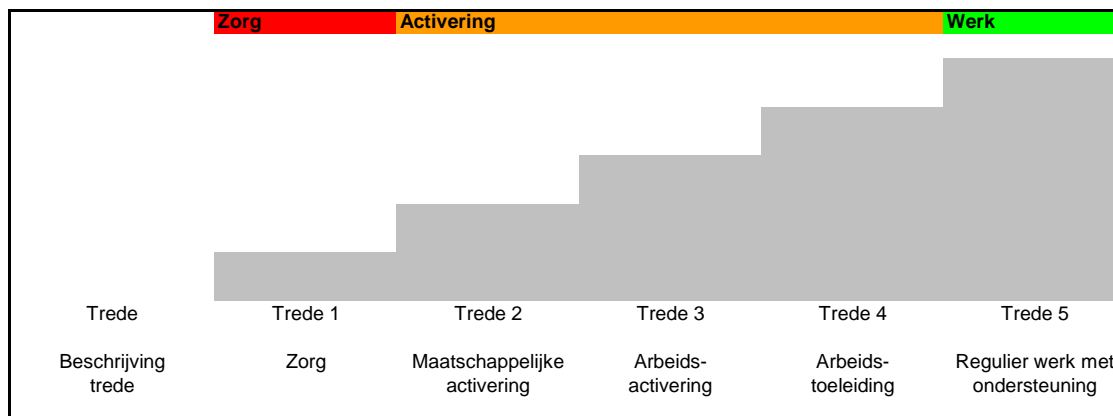 Zorg Activering Werk
Trede Trede 1 Trede 2 Trede 3 Trede 4 Trede 5
Beschrijving Zorg Maatschappelijke Arbeids- Arbeids- Regulier werk met
trede activering activering toeleiding ondersteuning